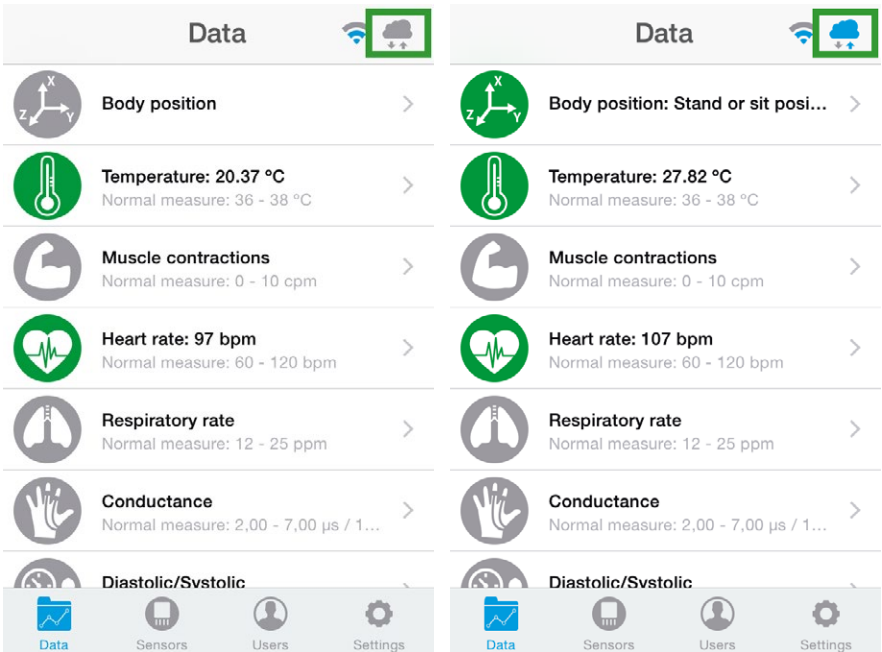 Data
X
Z
Y
Body position
Temperature: 20.37 °C
Normal measure: 36 - 38 °C
Muscle contractions
Normal measure: 0 - 10 cpm
Heart rate: 97 bpm
Normal measure: 60 - 120 bpm
Respiratory rate
Normal measure: 12 - 25 ppm
Conductance
Normal measure: 2,00 - 7,00 µs / 1...
Diastolic/Systolic
Data
Sensors
Users
Settings
Data
X
Z
Y
Body position: Stand or sit posi...
Temperature: 27.82 °C
Normal measure: 36 - 38 °C
Muscle contractions
Normal measure: 0 - 10 cpm
Heart rate: 107 bpm
Normal measure: 60 - 120 bpm
Respiratory rate
Normal measure: 12 - 25 ppm
Conductance
Normal measure: 2,00 - 7,00 µs / 1...
Diastolic/Systolic
Data
Sensors
Users
Settings